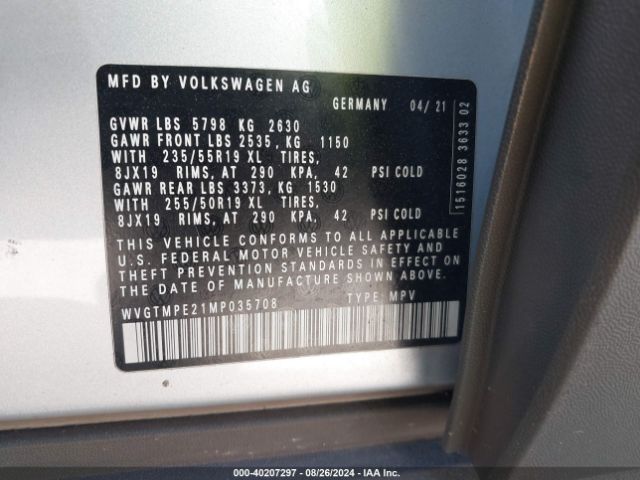 MFD BY VOLKSWAGEN AG
GERMANY 04/21
GVWR LBS 5798 KG 2630
GAWR FRONT LBS 2535, KG 1150
WITH 235/55R19 XL TIRES,
8JX19 RIMS, AT 290 KPA, 42 PSI COLD
GAWR REAR LBS 3373, KG 1530
WITH 255/50R19 XL TIRES,
8JX19 RIMS, AT 290 KPA, 42 PSI COLD
THIS VEHICLE CONFORMS TO ALL APPLICABLE
U.S. FEDERAL MOTOR VEHICLE SAFETY AND
THEFT PREVENTION STANDARDS IN EFFECT ON
THE DATE OF MANUFACTURE SHOWN ABOVE.
WVGTMPE21MP035708 TYPE: MPV
1516028 3633 02
000-40207297 - 08/26/2024 - IAA Inc.